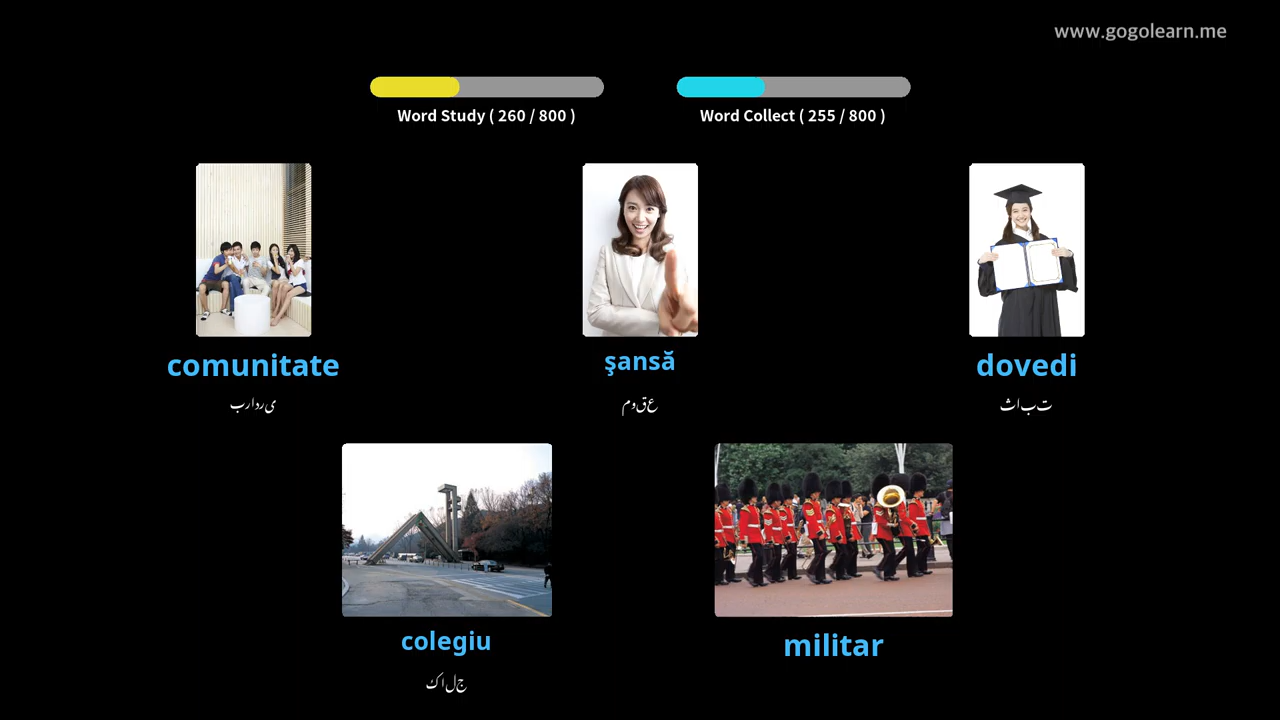 www.gogolearn.me
Word Study ( 260 / 800 )
Word Collect ( 255 / 800 )
comunitate
برادری
şansă
موقع
dovedi
ثابت
colegiu
کالج
militar